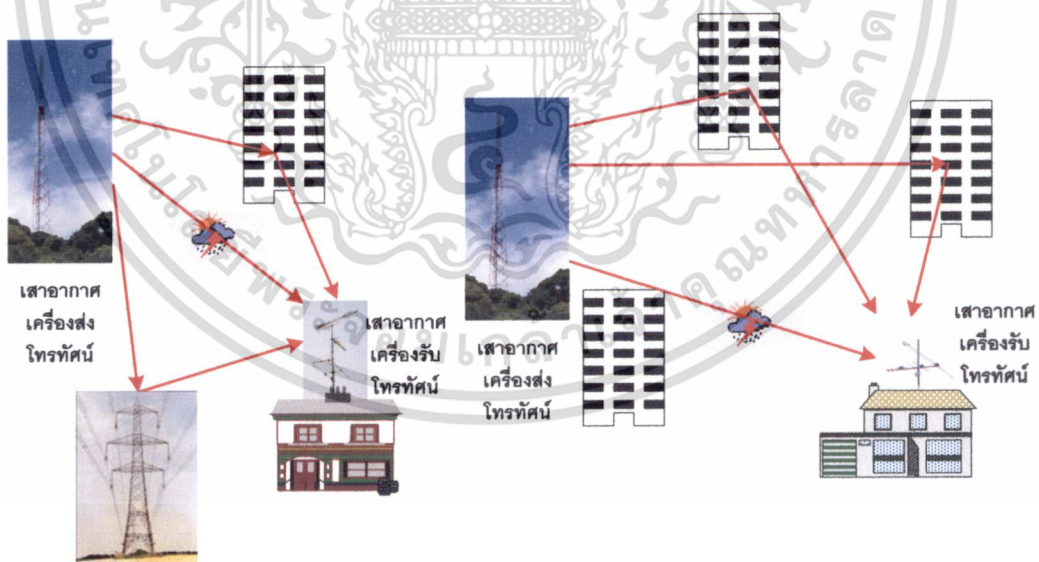 เสาอากาศ
เครื่องส่ง
โทรทัศน์
เสาอากาศ
เครื่องรับ
โทรทัศน์
เสาอากาศ
เครื่องส่ง
โทรทัศน์
เสาอากาศ
เครื่องรับ
โทรทัศน์